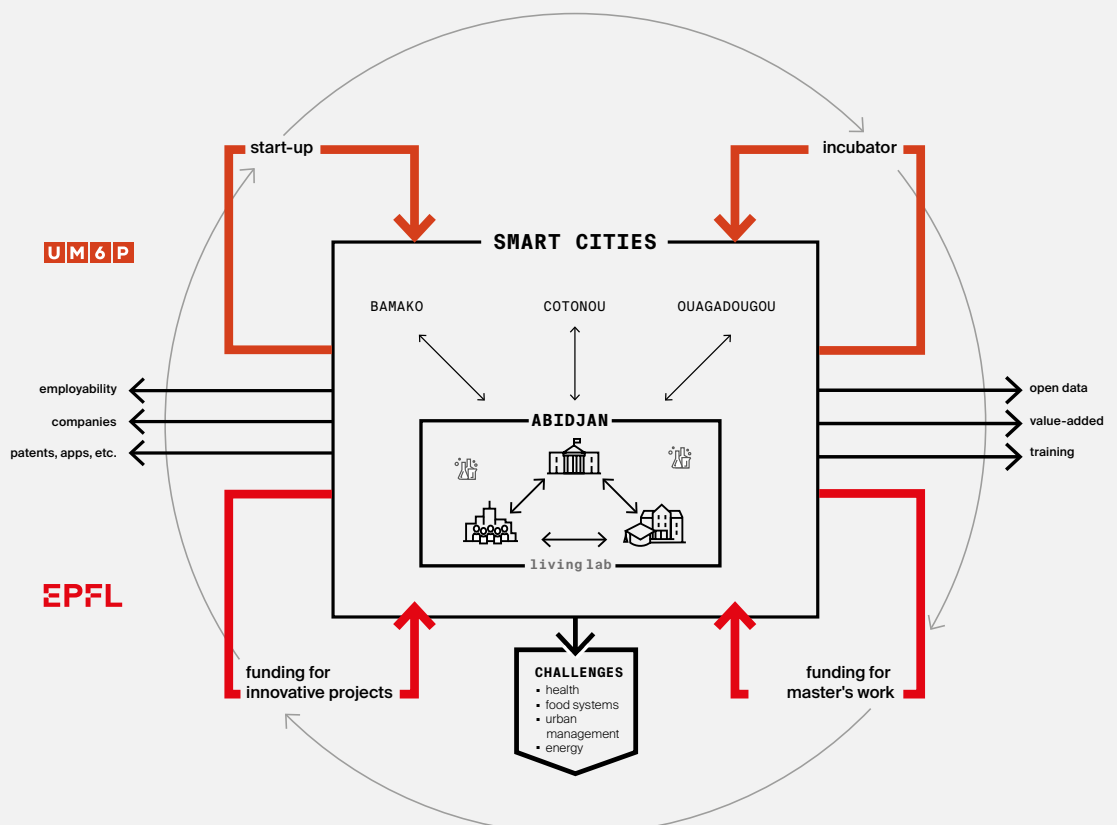 start-up
incubator
UM6P
SMART CITIES
BAMAKO
COTONOU
OUAGADOUGOU
employability
companies
patents, apps, etc.
open data
value-added
training
ABIDJAN
living lab
EPFL
funding for
innovative projects
CHALLENGES
▪ health
▪ food systems
▪ urban
management
▪ energy
funding for
master's work